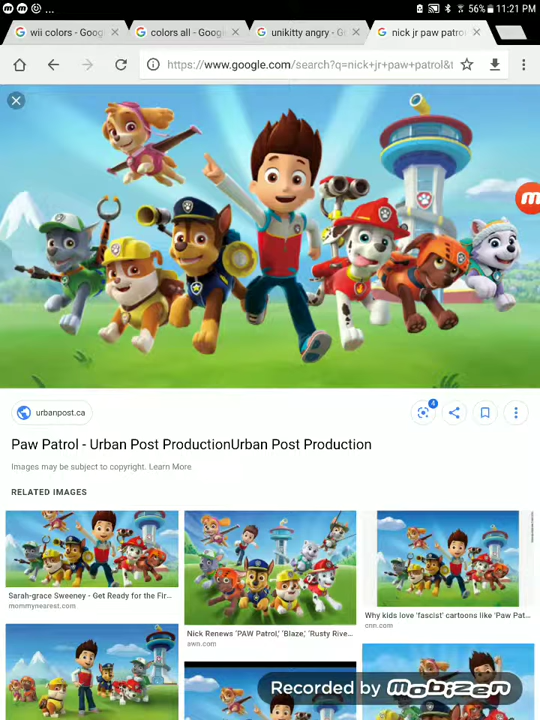 56% 11:21 PM
wii colors - Goog
colors all - Google
unikitty angry - G
nick jr paw patro
https://www.google.com/search?q=nick+jr+paw+patrol&t
urbanpost.ca
4
Paw Patrol - Urban Post ProductionUrban Post Production
Images may be subject to copyright. Learn More
RELATED IMAGES
Sarah-grace Sweeney - Get Ready for the Fir...
mommynearest.com
Nick Renews 'PAW Patrol,' 'Blaze,' 'Rusty Rive...
awn.com
Why kids love 'fascist' cartoons like 'Paw Pat...
cnn.com
Recorded by Mobizen